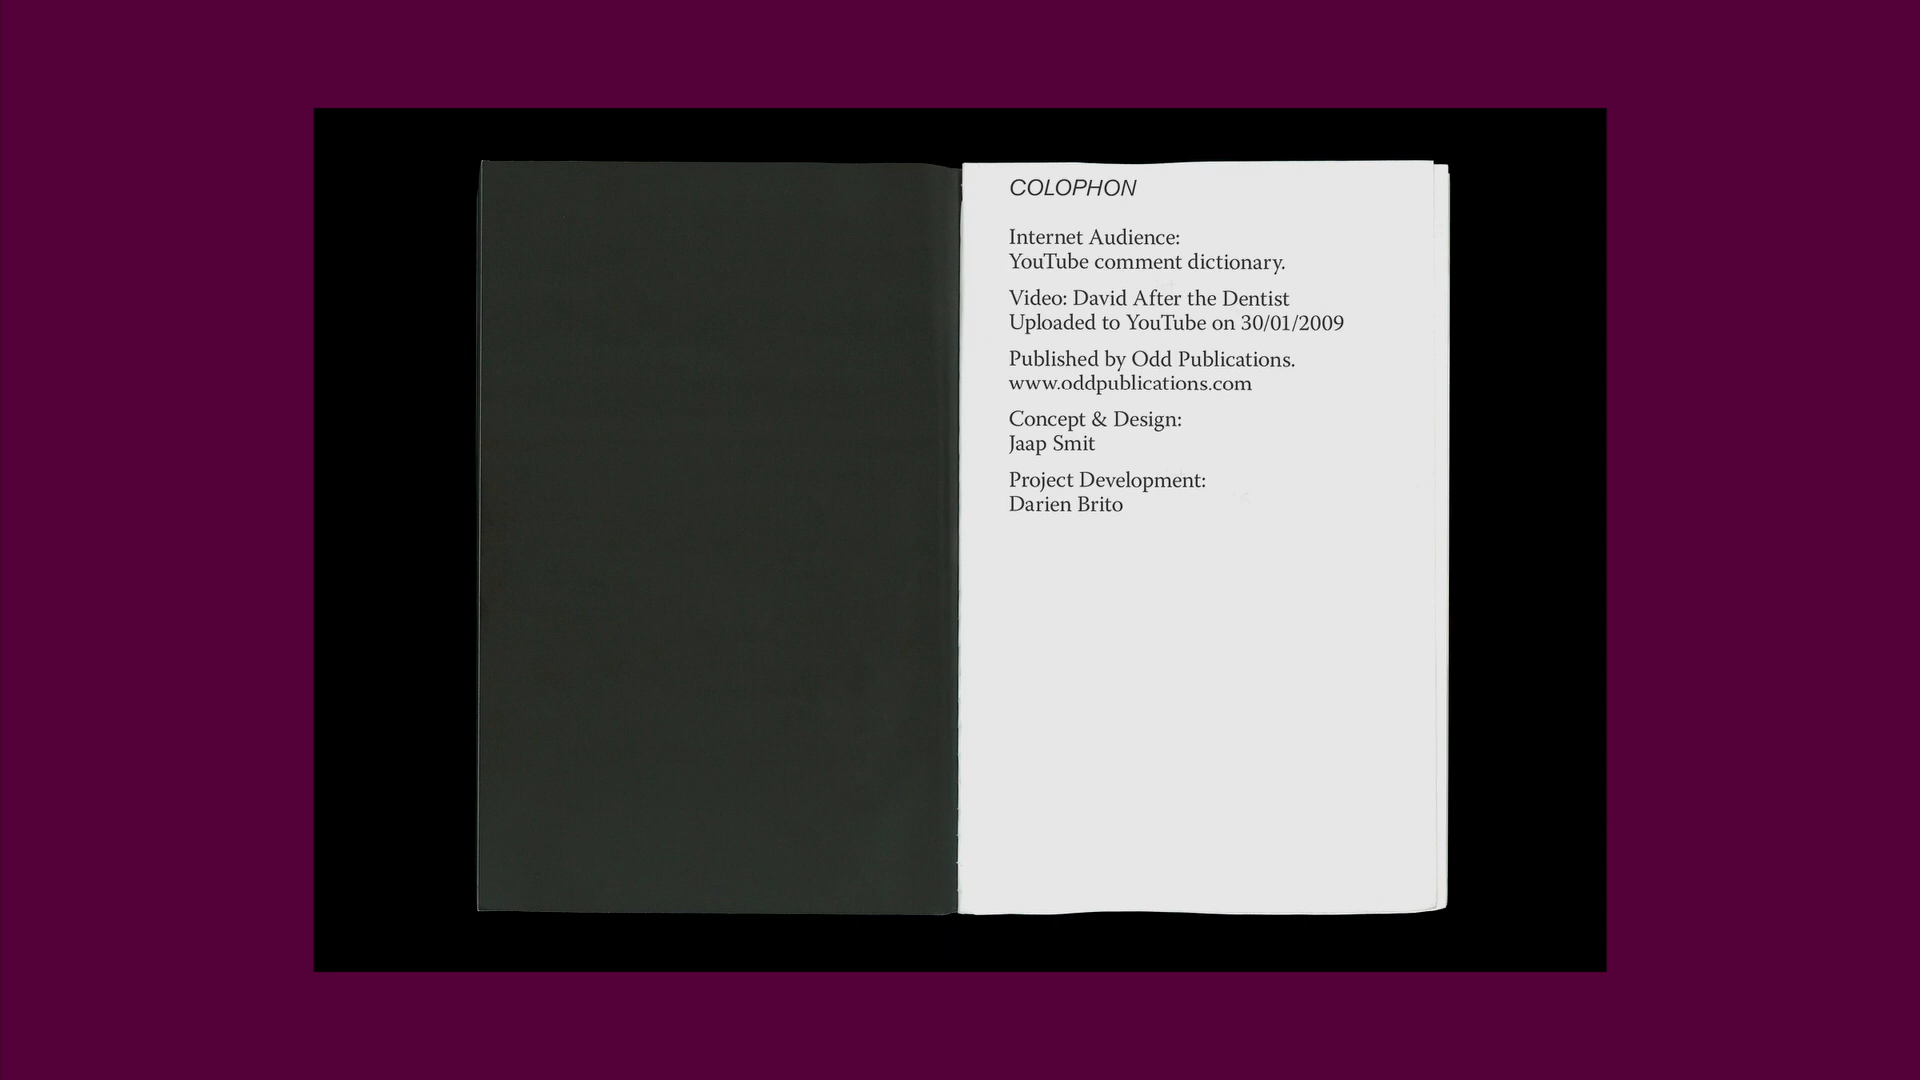 COLOPHON
Internet Audience:
YouTube comment dictionary.
Video: David After the Dentist
Uploaded to YouTube on 30/01/2009
Published by Odd Publications.
www.oddpublications.com
Concept & Design:
Jaap Smit
Project Development:
Darien Brito